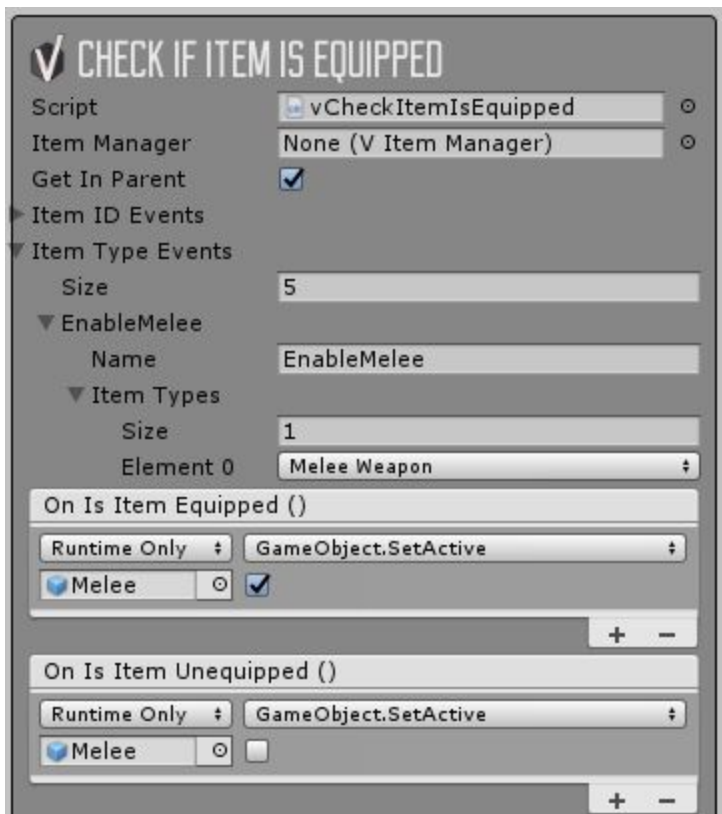 CHECK IF ITEM IS EQUIPPED
Script vCheckItemIsEquipped
Item Manager None (V Item Manager)
Get In Parent
Item ID Events
Item Type Events
Size 5
EnableMelee
Name EnableMelee
Item Types
Size 1
Element 0 Melee Weapon
On Is Item Equipped ()
Runtime Only GameObject.SetActive
Melee
+ −
On Is Item Unequipped ()
Runtime Only GameObject.SetActive
Melee
+ −